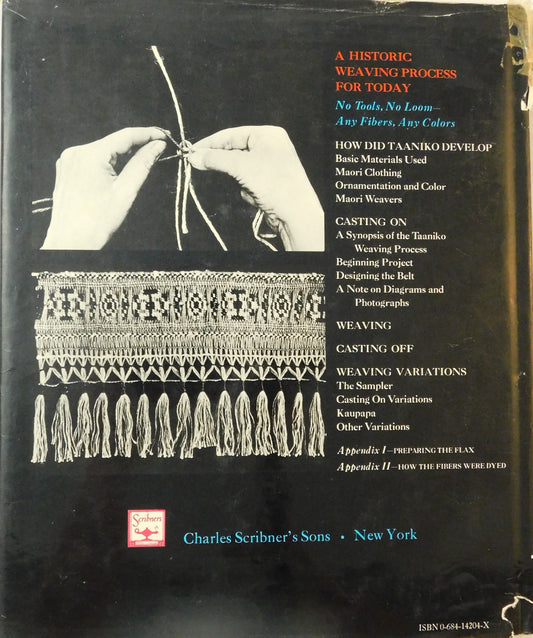 A HISTORIC
WEAVING PROCESS
FOR TODAY
No Tools, No Loom—
Any Fibers, Any Colors
HOW DID TAANIKO DEVELOP
Basic Materials Used
Maori Clothing
Ornamentation and Color
Maori Weavers
CASTING ON
A Synopsis of the Taaniko
Weaving Process
Beginning Project
Designing the Belt
A Note on Diagrams and
Photographs
WEAVING
CASTING OFF
WEAVING VARIATIONS
The Sampler
Casting On Variations
Kaupapa
Other Variations
Appendix I—PREPARING THE FLAX
Appendix II—HOW THE FIBERS WERE DYED
Scribners
Charles Scribner's Sons • New York
ISBN 0-684-14204-X